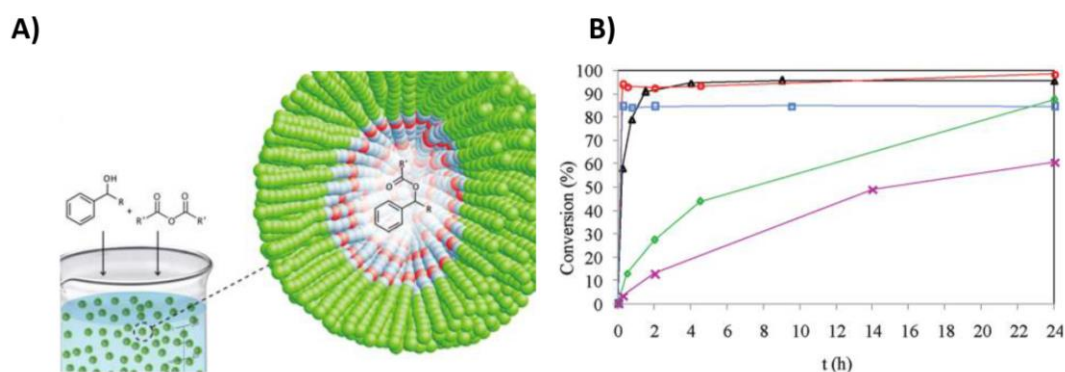 A)
B)
OH
R
+
O O
R' O R'
R'
O
O
R
Conversion (%)
100
90
80
70
60
50
40
30
20
10
0
0 2 4 6 8 10 12 14 16 18 20 22 24
t (h)